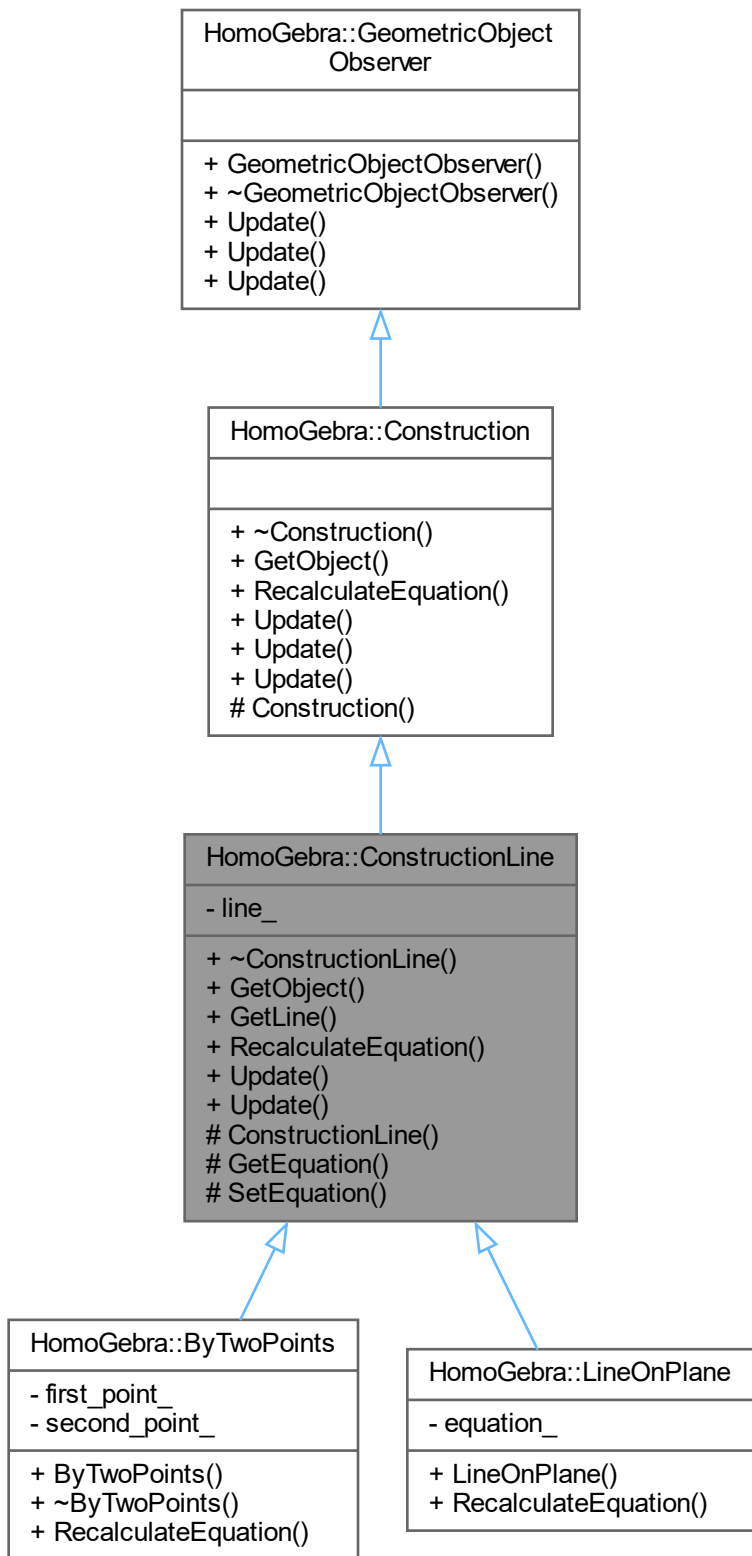 HomoGebra::GeometricObject
Observer
+ GeometricObjectObserver()
+ ~GeometricObjectObserver()
+ Update()
+ Update()
+ Update()
HomoGebra::Construction
+ ~Construction()
+ GetObject()
+ RecalculateEquation()
+ Update()
+ Update()
+ Update()
# Construction()
HomoGebra::ConstructionLine
- line_
+ ~ConstructionLine()
+ GetObject()
+ GetLine()
+ RecalculateEquation()
+ Update()
+ Update()
# ConstructionLine()
# GetEquation()
# SetEquation()
HomoGebra::ByTwoPoints
- first_point_
- second_point_
+ ByTwoPoints()
+ ~ByTwoPoints()
+ RecalculateEquation()
HomoGebra::LineOnPlane
- equation_
+ LineOnPlane()
+ RecalculateEquation()